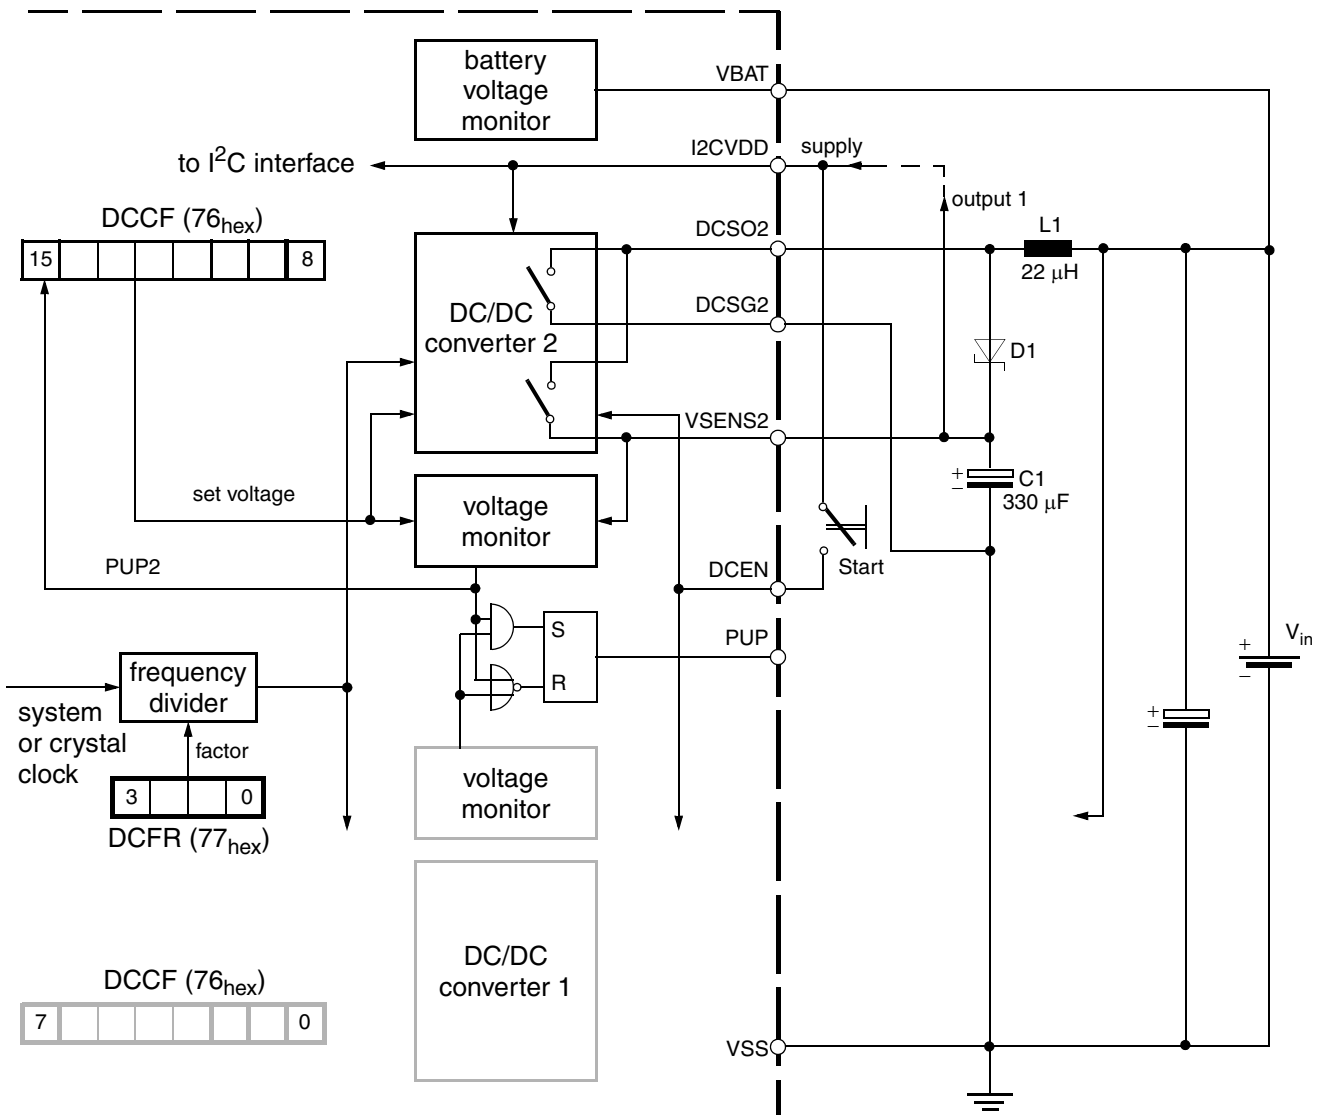 battery
voltage
monitor
VBAT
I2CVDD
supply
to I²C interface
output 1
DCCF (76hex)
15
8
DCSO2
L1
22 µH
DCSG2
DC/DC
converter 2
D1
VSENS2
+
−
C1
330 µF
set voltage
voltage
monitor
PUP2
DCEN
Start
S
PUP
R
+
−
Vin
frequency
divider
system
or crystal
clock
factor
+
−
3
0
DCFR (77hex)
voltage
monitor
DC/DC
converter 1
DCCF (76hex)
7
0
VSS